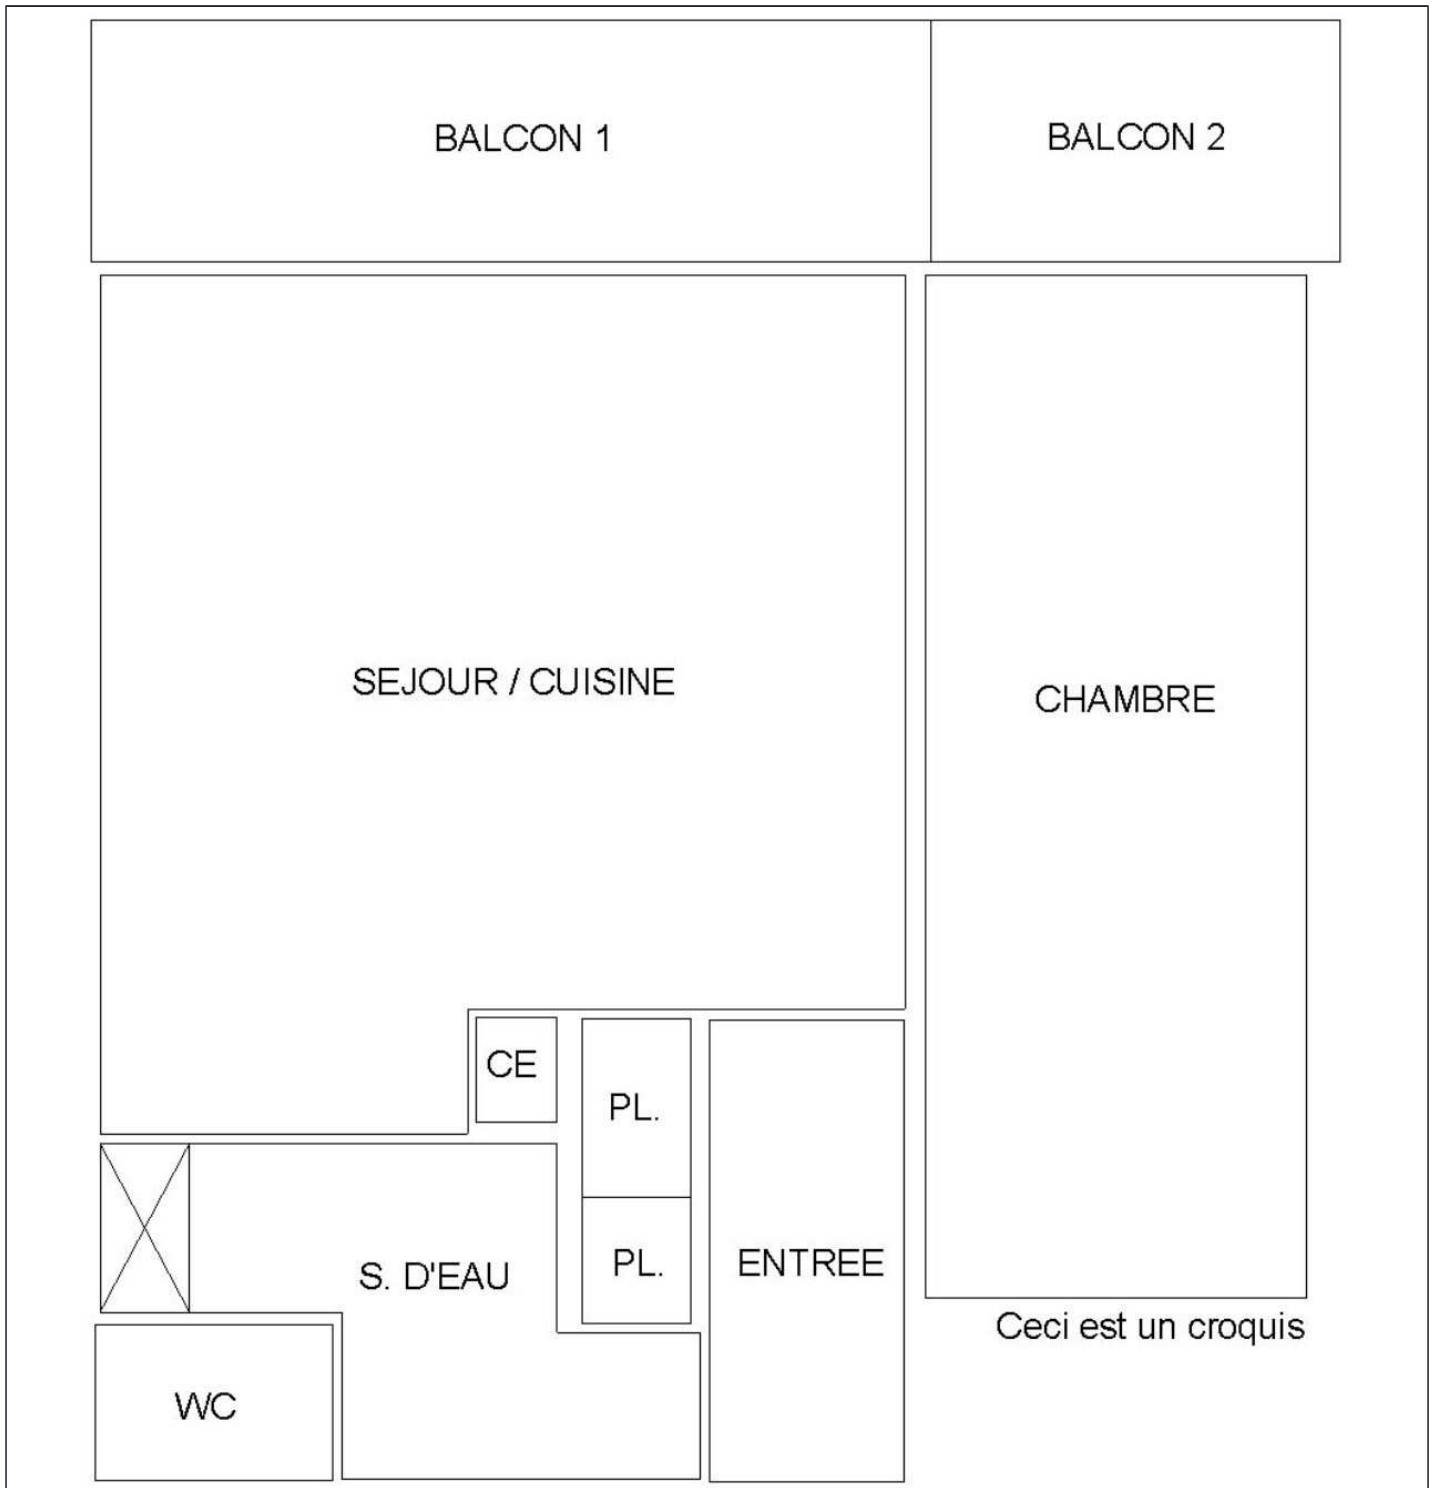 BALCON 1
BALCON 2
SEJOUR / CUISINE
CHAMBRE
CE
PL.
PL.
ENTREE
S. D'EAU
Ceci est un croquis
WC